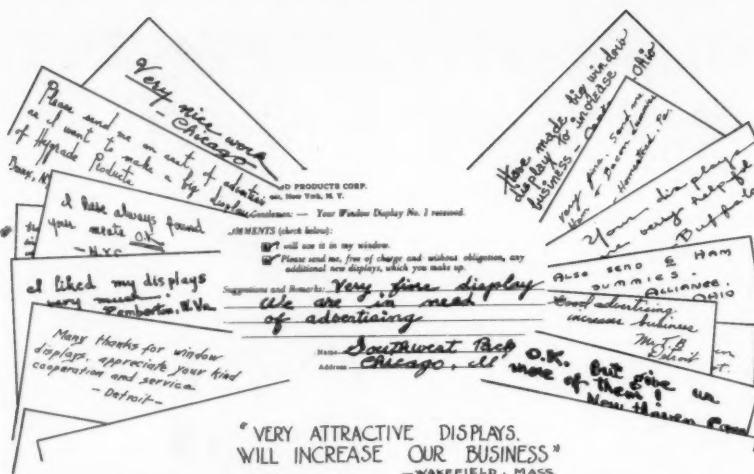 Very nice work
- Chicago
Please send me an asst of advertising
as I want to make a big display
of Hygrade Products
I have always found
your meats O.K.
- N.Y.C.
I liked my displays
very much
Pemberton, W. Va.
Many thanks for window
displays, appreciate your kind
cooperation and service
- Detroit -
D PRODUCTS CORP.
New York, N. Y.
Gentlemen: — Your Window Display No. 1 received.
MMENTS (check below):
I will use it in my window.
Please send me, free of charge and without obligation, any
additional new displays, which you make up.
Suggestions and Remarks: Very fine display
We are in need
of advertising
Name Southwest Pack
Address Chicago, Ill
Have made big window
display to increase
business - Ohio
very fine. Send me
Ham & Bacon
- Homestead, Pa.
Your displays
are very helpful
Buffalo
ALSO SEND HAM
DUMMIES -
ALLIANCE,
OHIO
Good advertising
increase business
Detroit
O.K. But give us
more of them!
New Haven Conn
"VERY ATTRACTIVE DISPLAYS.
WILL INCREASE OUR BUSINESS"
—WAKEFIELD, MASS.